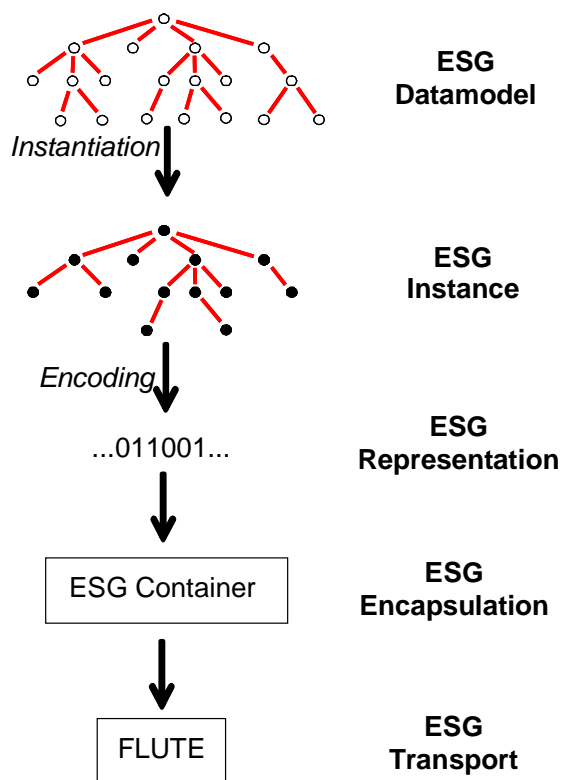 ESG
Datamodel
Instantiation
ESG
Instance
Encoding
...011001...
ESG
Representation
ESG Container
ESG
Encapsulation
FLUTE
ESG
Transport